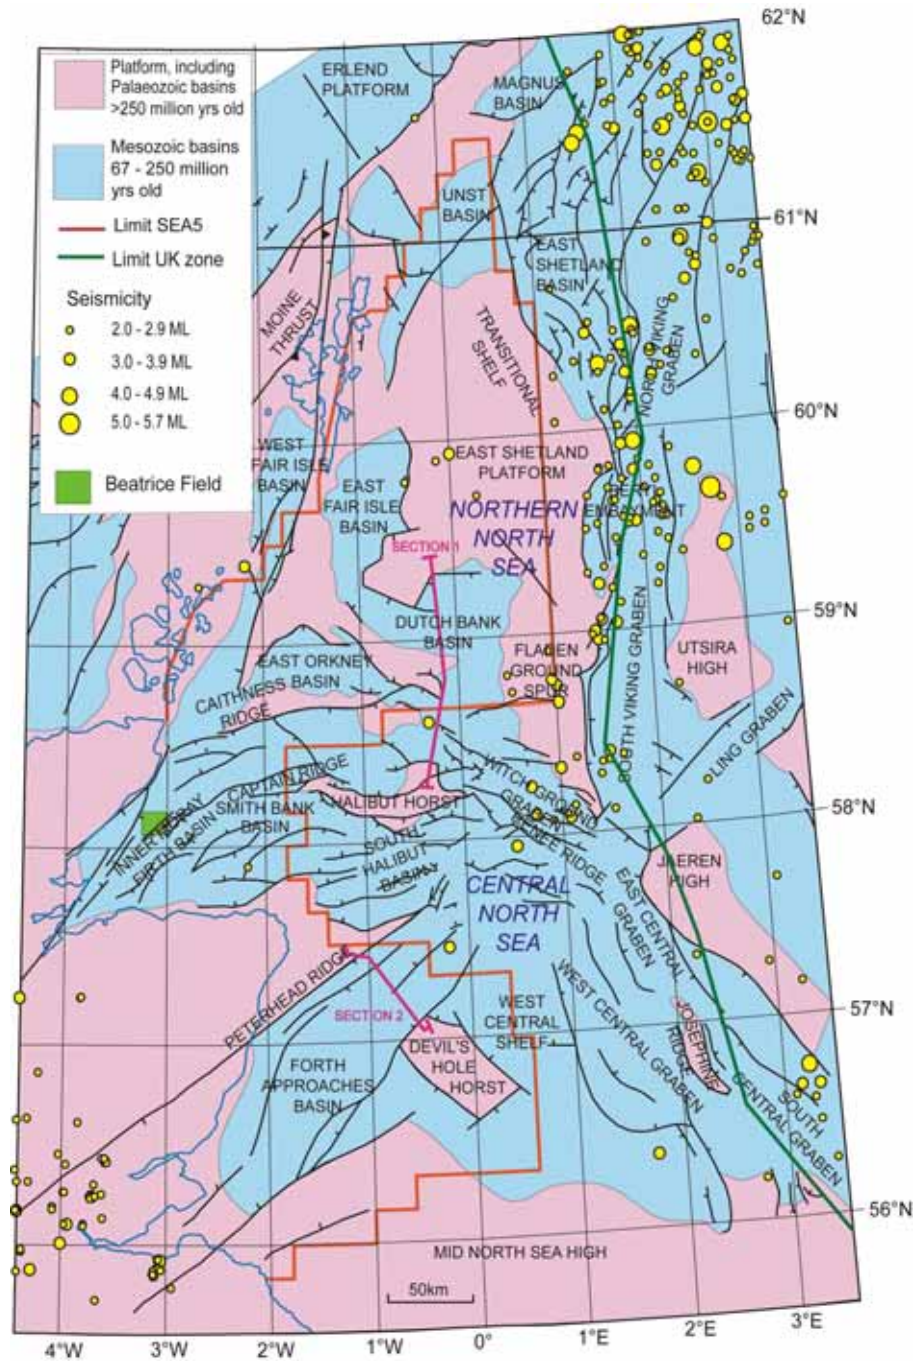 62°N
Platform, including
Palaeozoic basins
>250 million yrs old
Mesozoic basins
67 - 250 million
yrs old
Limit SEA5
Limit UK zone
Seismicity
2.0 - 2.9 ML
3.0 - 3.9 ML
4.0 - 4.9 ML
5.0 - 5.7 ML
Beatrice Field
ERLEND
PLATFORM
MAGNUS
BASIN
UNST
BASIN
61°N
EAST
SHETLAND
BASIN
MOINE
THRUST
TRANSITIONAL
SHELF
NORTH VIKING
GRABEN
60°N
WEST
FAIR ISLE
BASIN
EAST
FAIR ISLE
BASIN
EAST SHETLAND
PLATFORM
EMBAYMENT
NORTHERN
NORTH
SEA
SECTION 1
59°N
DUTCH BANK
BASIN
FLADEN
GROUND
SPUR
UTSIRA
HIGH
SOUTH VIKING GRABEN
LING GRABEN
EAST ORKNEY
BASIN
CAITHNESS
RIDGE
CAPTAIN RIDGE
SMITH BANK
BASIN
HALIBUT HORST
WITCH GROUND
GRABEN
58°N
INNER MORAY
FIRTH BASIN
SOUTH
HALIBUT
BASIN
RIDGE
JAEREN
HIGH
CENTRAL
NORTH
SEA
EAST CENTRAL
GRABEN
PETERHEAD RIDGE
SECTION 2
WEST
CENTRAL
SHELF
WEST CENTRAL GRABEN
57°N
JOSEPHINE
RIDGE
DEVIL'S
HOLE
HORST
FORTH
APPROACHES
BASIN
SOUTH
CENTRAL GRABEN
56°N
MID NORTH SEA HIGH
50km
4°W
3°W
2°W
1°W
0°
1°E
2°E
3°E